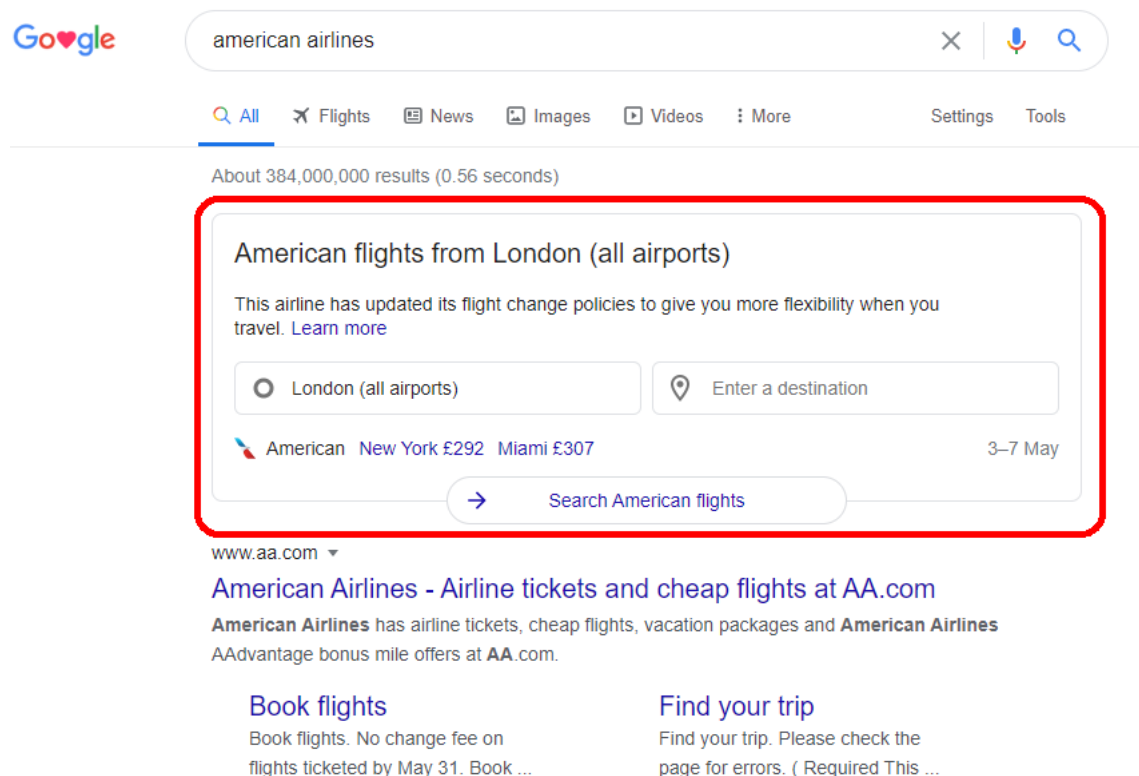 Google
american airlines
All Flights News Images Videos More Settings Tools
About 384,000,000 results (0.56 seconds)
American flights from London (all airports)
This airline has updated its flight change policies to give you more flexibility when you
travel. Learn more
London (all airports) Enter a destination
American New York £292 Miami £307 3–7 May
Search American flights
www.aa.com
American Airlines - Airline tickets and cheap flights at AA.com
American Airlines has airline tickets, cheap flights, vacation packages and American Airlines
AAdvantage bonus mile offers at AA.com.
Book flights Find your trip
Book flights. No change fee on Find your trip. Please check the
flights ticketed by May 31. Book ... page for errors. ( Required This ...